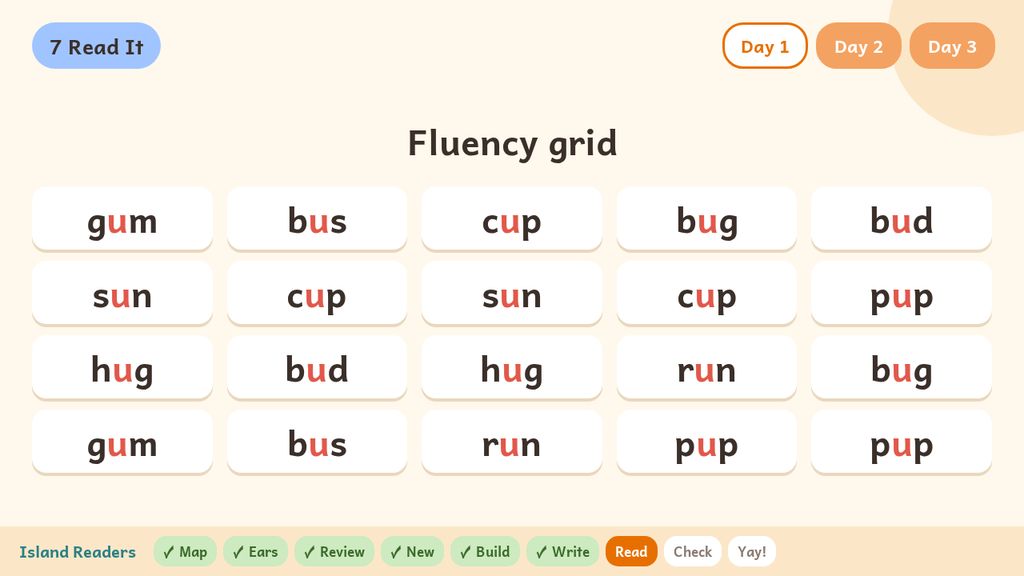 7 Read It
Day 1 Day 2 Day 3
Fluency grid
gum bus cup bug bud
sun cup sun cup pup
hug bud hug run bug
gum bus run pup pup
Island Readers ✓ Map ✓ Ears ✓ Review ✓ New ✓ Build ✓ Write Read Check Yay!